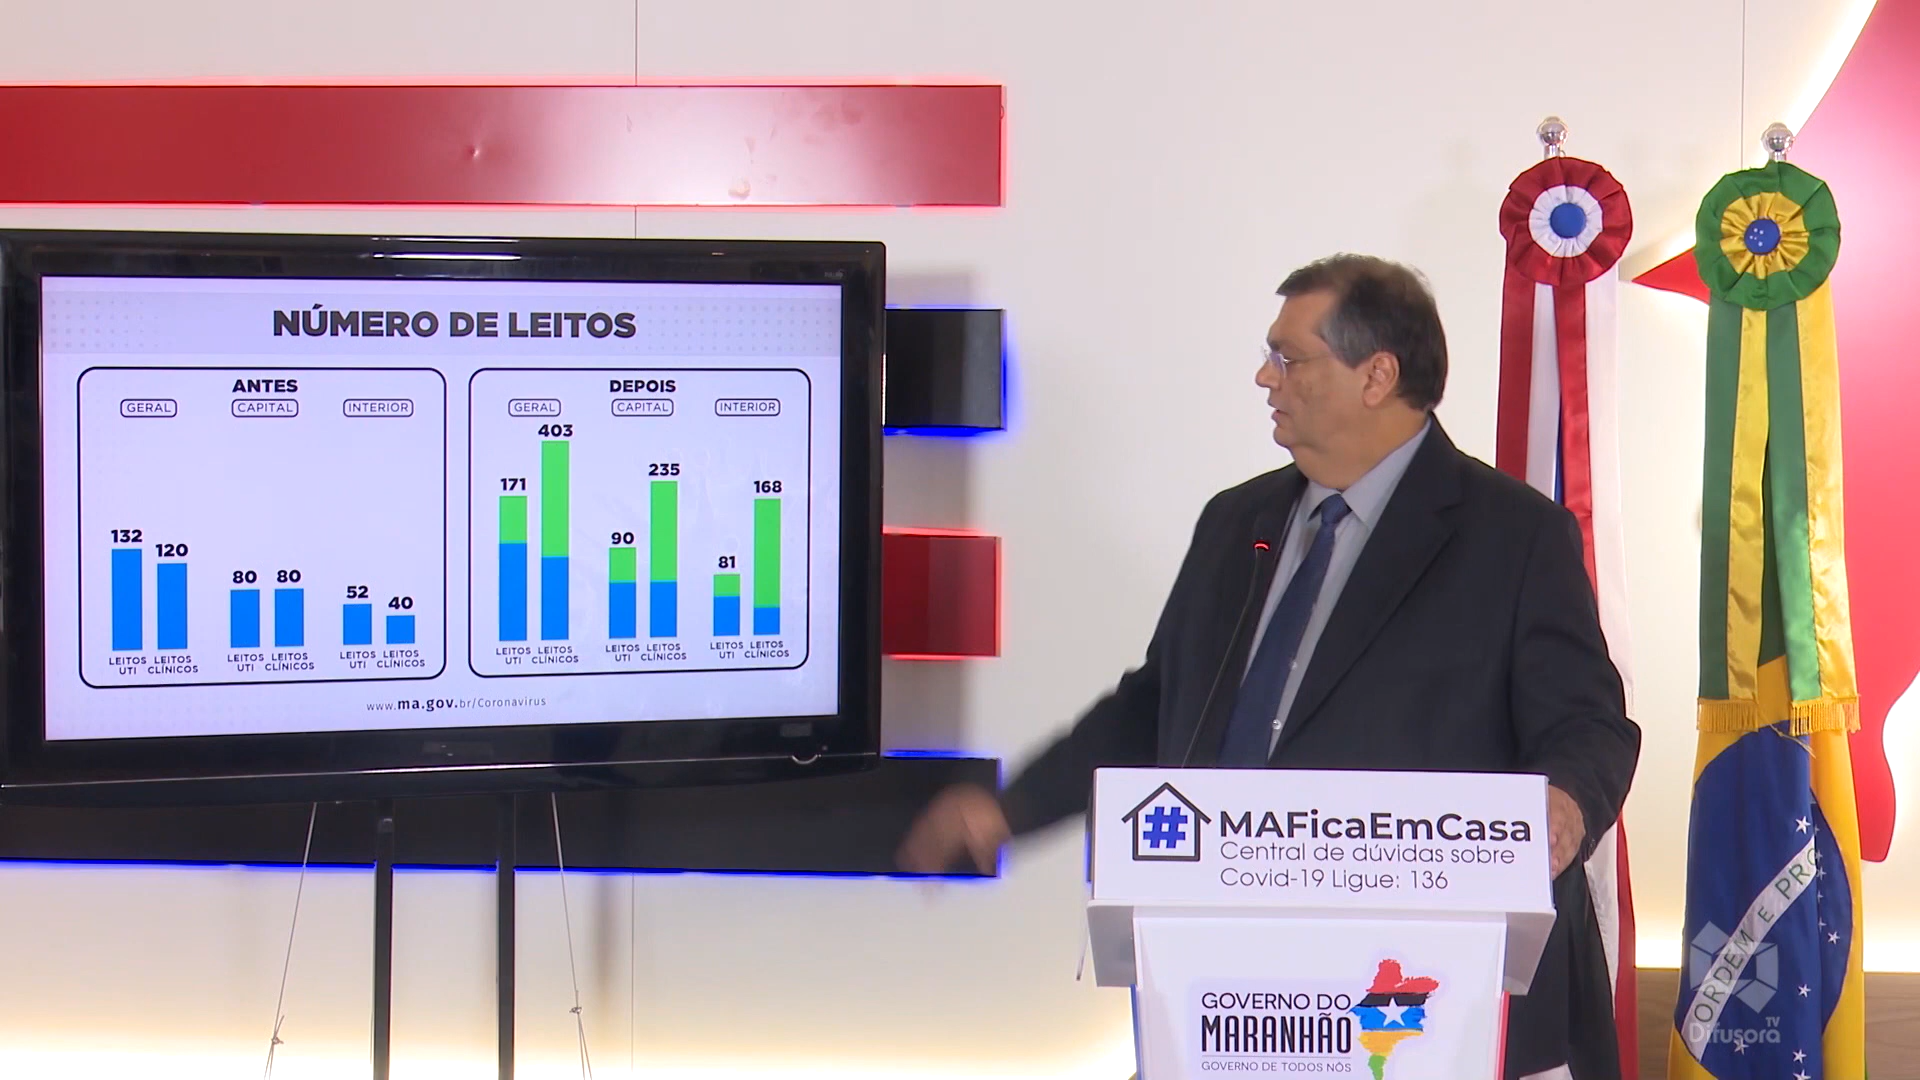 NÚMERO DE LEITOS
ANTES
GERAL CAPITAL INTERIOR
132 120 80 80 52 40
LEITOS UTI LEITOS CLÍNICOS LEITOS UTI LEITOS CLÍNICOS LEITOS UTI LEITOS CLÍNICOS
DEPOIS
GERAL CAPITAL INTERIOR
171 403 90 235 81 168
LEITOS UTI LEITOS CLÍNICOS LEITOS UTI LEITOS CLÍNICOS LEITOS UTI LEITOS CLÍNICOS
www.ma.gov.br/Coronavirus
#MAFicaEmCasa
Central de dúvidas sobre
Covid-19 Ligue: 136
GOVERNO DO
MARANHÃO
GOVERNO DE TODOS NÓS
ORDEM E PRO
TV
Difusora